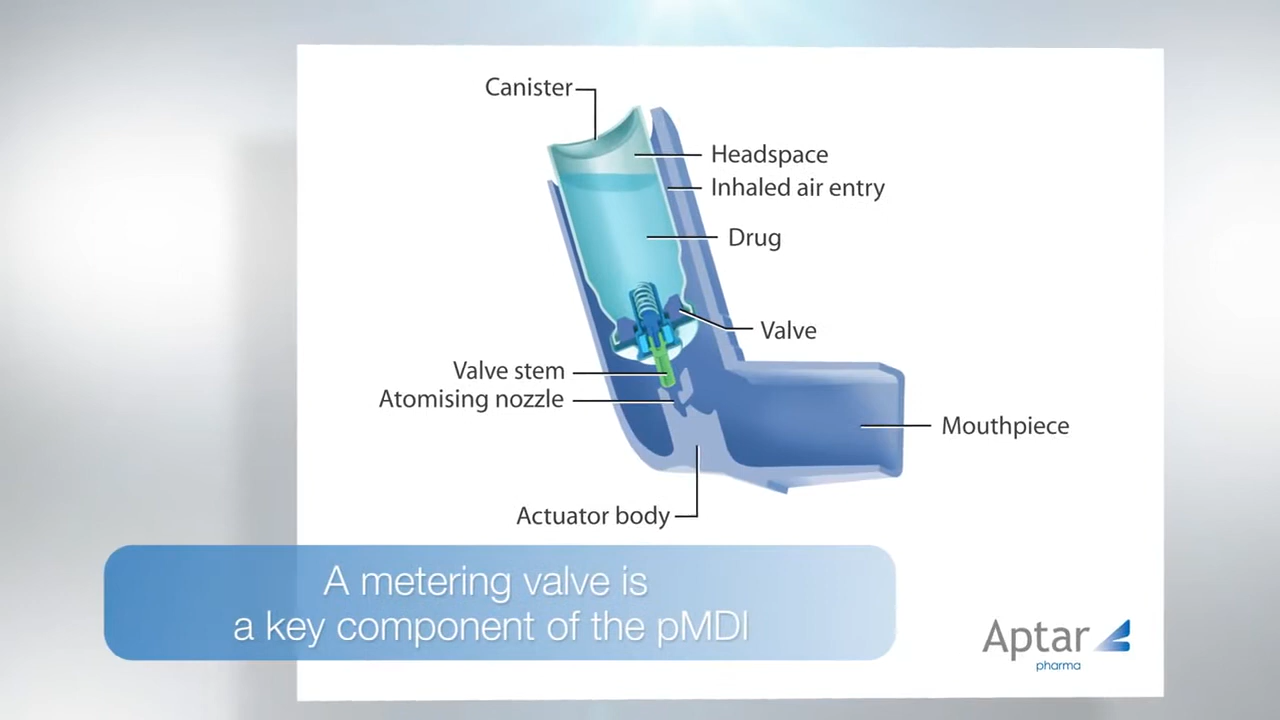 Canister
Headspace
Inhaled air entry
Drug
Valve
Valve stem
Atomising nozzle
Mouthpiece
Actuator body
A metering valve is
a key component of the pMDI
Aptar
pharma